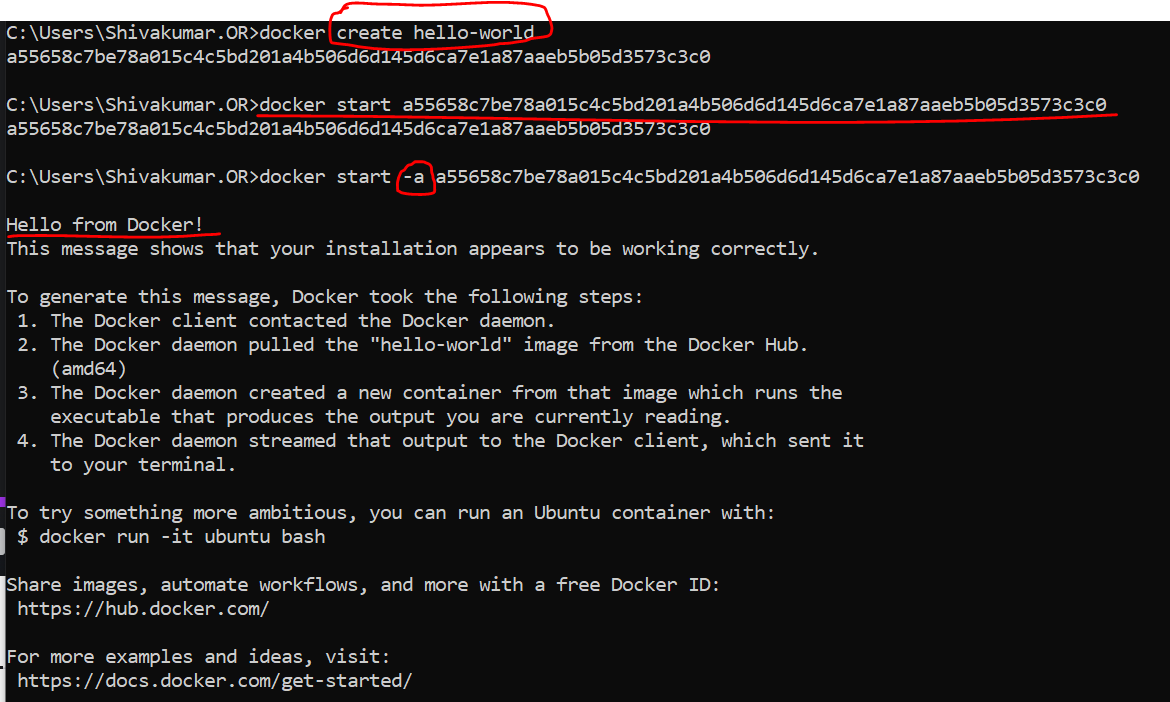 C:\Users\Shivakumar.OR>docker create hello-world
a55658c7be78a015c4c5bd201a4b506d6d145d6ca7e1a87aaeb5b05d3573c3c0
C:\Users\Shivakumar.OR>docker start a55658c7be78a015c4c5bd201a4b506d6d145d6ca7e1a87aaeb5b05d3573c3c0
a55658c7be78a015c4c5bd201a4b506d6d145d6ca7e1a87aaeb5b05d3573c3c0
C:\Users\Shivakumar.OR>docker start -a a55658c7be78a015c4c5bd201a4b506d6d145d6ca7e1a87aaeb5b05d3573c3c0
Hello from Docker!
This message shows that your installation appears to be working correctly.
To generate this message, Docker took the following steps:
1. The Docker client contacted the Docker daemon.
2. The Docker daemon pulled the "hello-world" image from the Docker Hub.
(amd64)
3. The Docker daemon created a new container from that image which runs the
executable that produces the output you are currently reading.
4. The Docker daemon streamed that output to the Docker client, which sent it
to your terminal.
To try something more ambitious, you can run an Ubuntu container with:
$ docker run -it ubuntu bash
Share images, automate workflows, and more with a free Docker ID:
https://hub.docker.com/
For more examples and ideas, visit:
https://docs.docker.com/get-started/